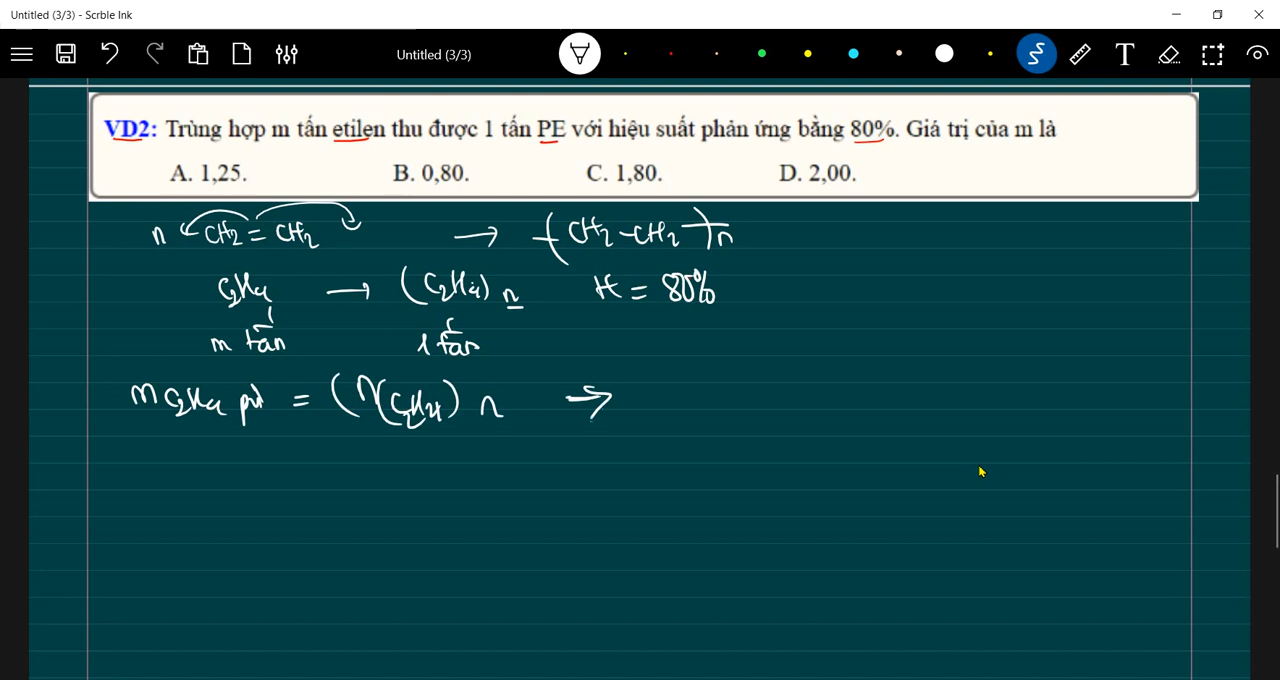 Untitled (3/3) - Scrble Ink
Untitled (3/3)
T
VD2: Trùng hợp m tấn etilen thu được 1 tấn PE với hiệu suất phản ứng bằng 80%. Giá trị của m là
A. 1,25. B. 0,80. C. 1,80. D. 2,00.
n CH2 = CH2 → ( CH2 - CH2 )n
C2H4 → (C2H4) n H = 80%
m tấn 1 tấn
m C2H4 pứ = (C2H4) n →